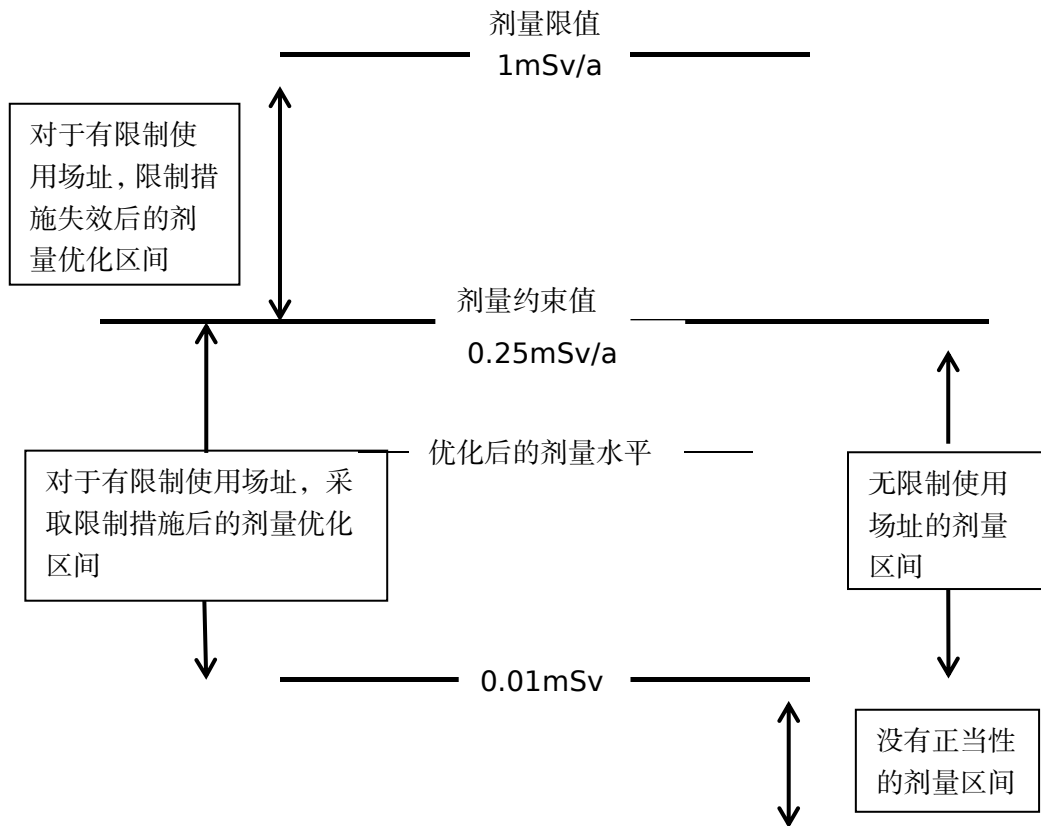 剂量限值
1mSv/a
对于有限制使
用场址，限制措
施失效后的剂
量优化区间
剂量约束值
0.25mSv/a
优化后的剂量水平
对于有限制使用场址，采
取限制措施后的剂量优化
区间
无限制使用
场址的剂量
区间
0.01mSv
没有正当性
的剂量区间